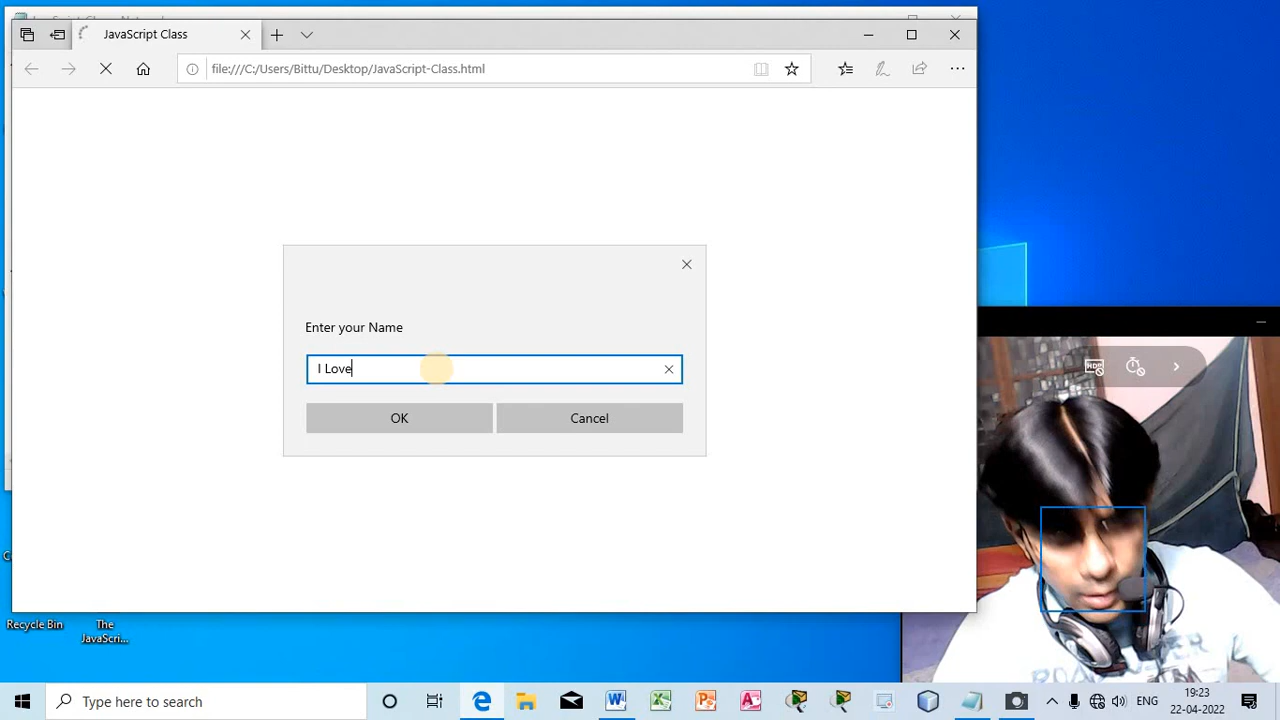 JavaScript Class
file:///C:/Users/Bittu/Desktop/JavaScript-Class.html
Enter your Name
I Love
OK
Cancel
HDR
Recycle Bin
The
JavaScri...
Type here to search
ENG
19:23
22-04-2022